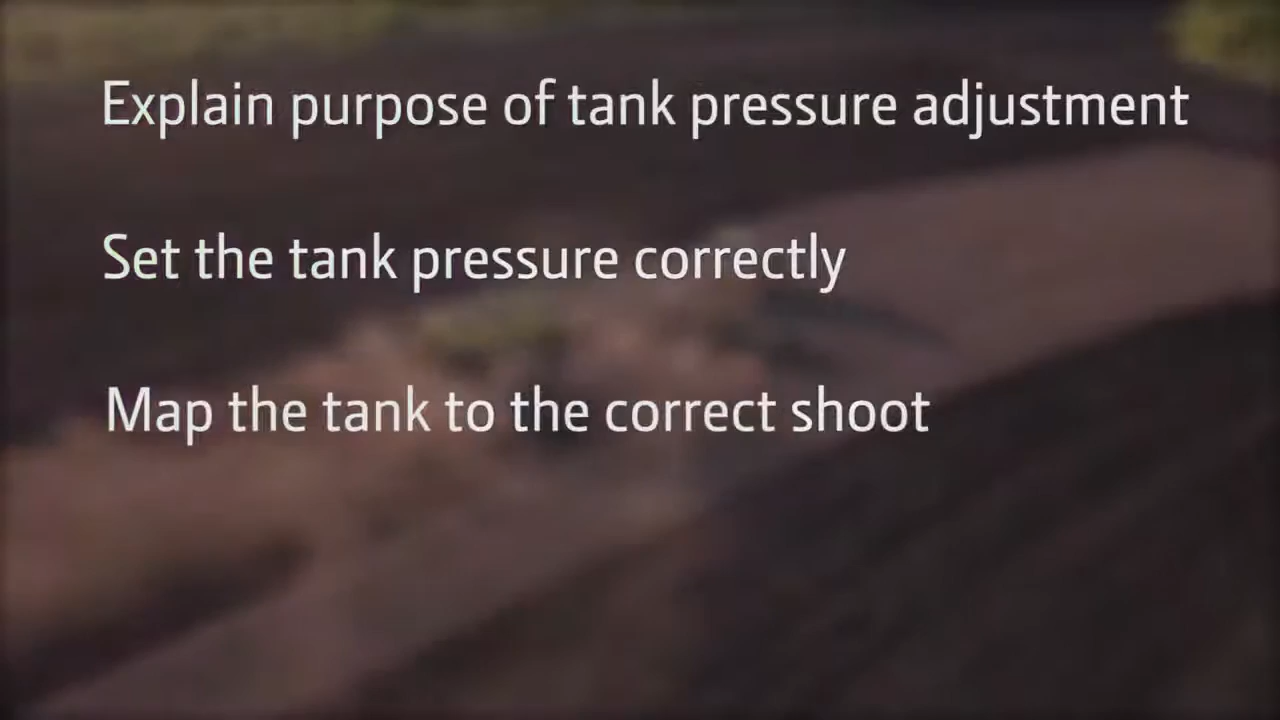 Explain purpose of tank pressure adjustment
Set the tank pressure correctly
Map the tank to the correct shoot